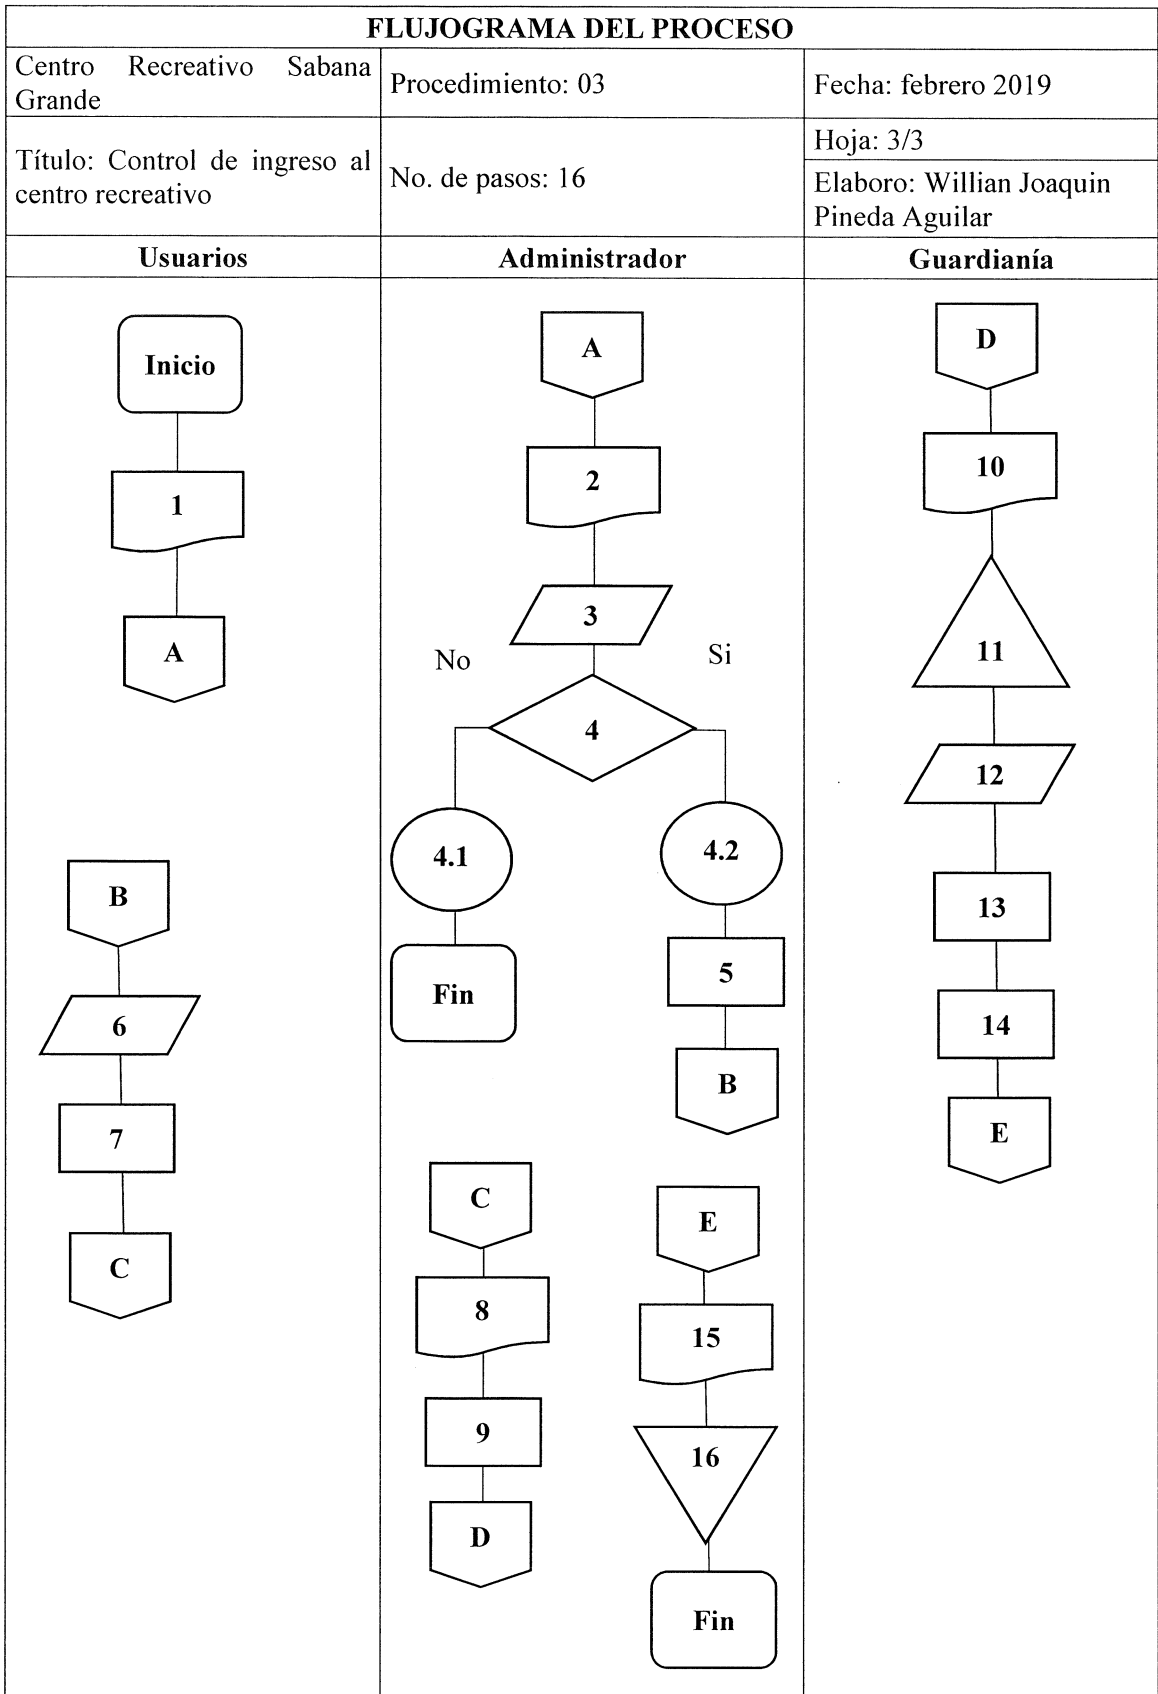 FLUJOGRAMA DEL PROCESO
Centro Recreativo Sabana
Grande
Procedimiento: 03
Fecha: febrero 2019
Título: Control de ingreso al
centro recreativo
No. de pasos: 16
Hoja: 3/3
Elaboro: Willian Joaquin
Pineda Aguilar
Usuarios
Administrador
Guardianía
Inicio
1
A
B
6
7
C
A
2
3
No
Si
4
4.1
4.2
Fin
5
B
C
8
9
D
E
15
16
Fin
D
10
11
12
13
14
E